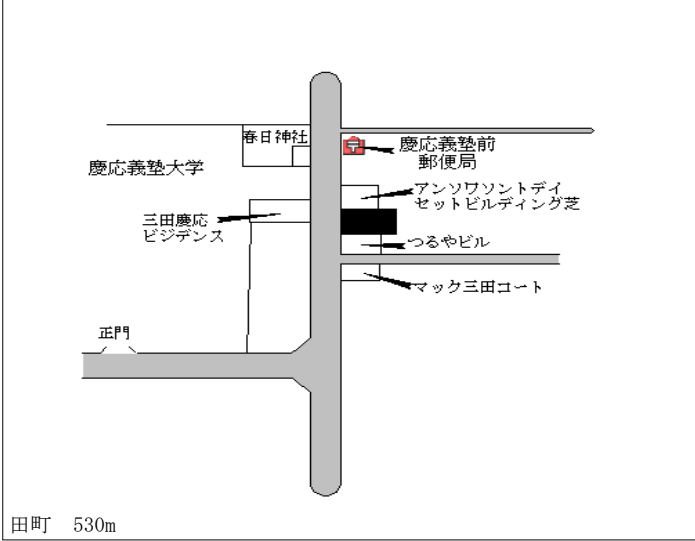 春日神社
慶応義塾前
郵便局
慶応義塾大学
アンソワソントデイ
セットビルディング芝
三田慶応
ビジデンス
つるやビル
マック三田コート
正門
田町 530m